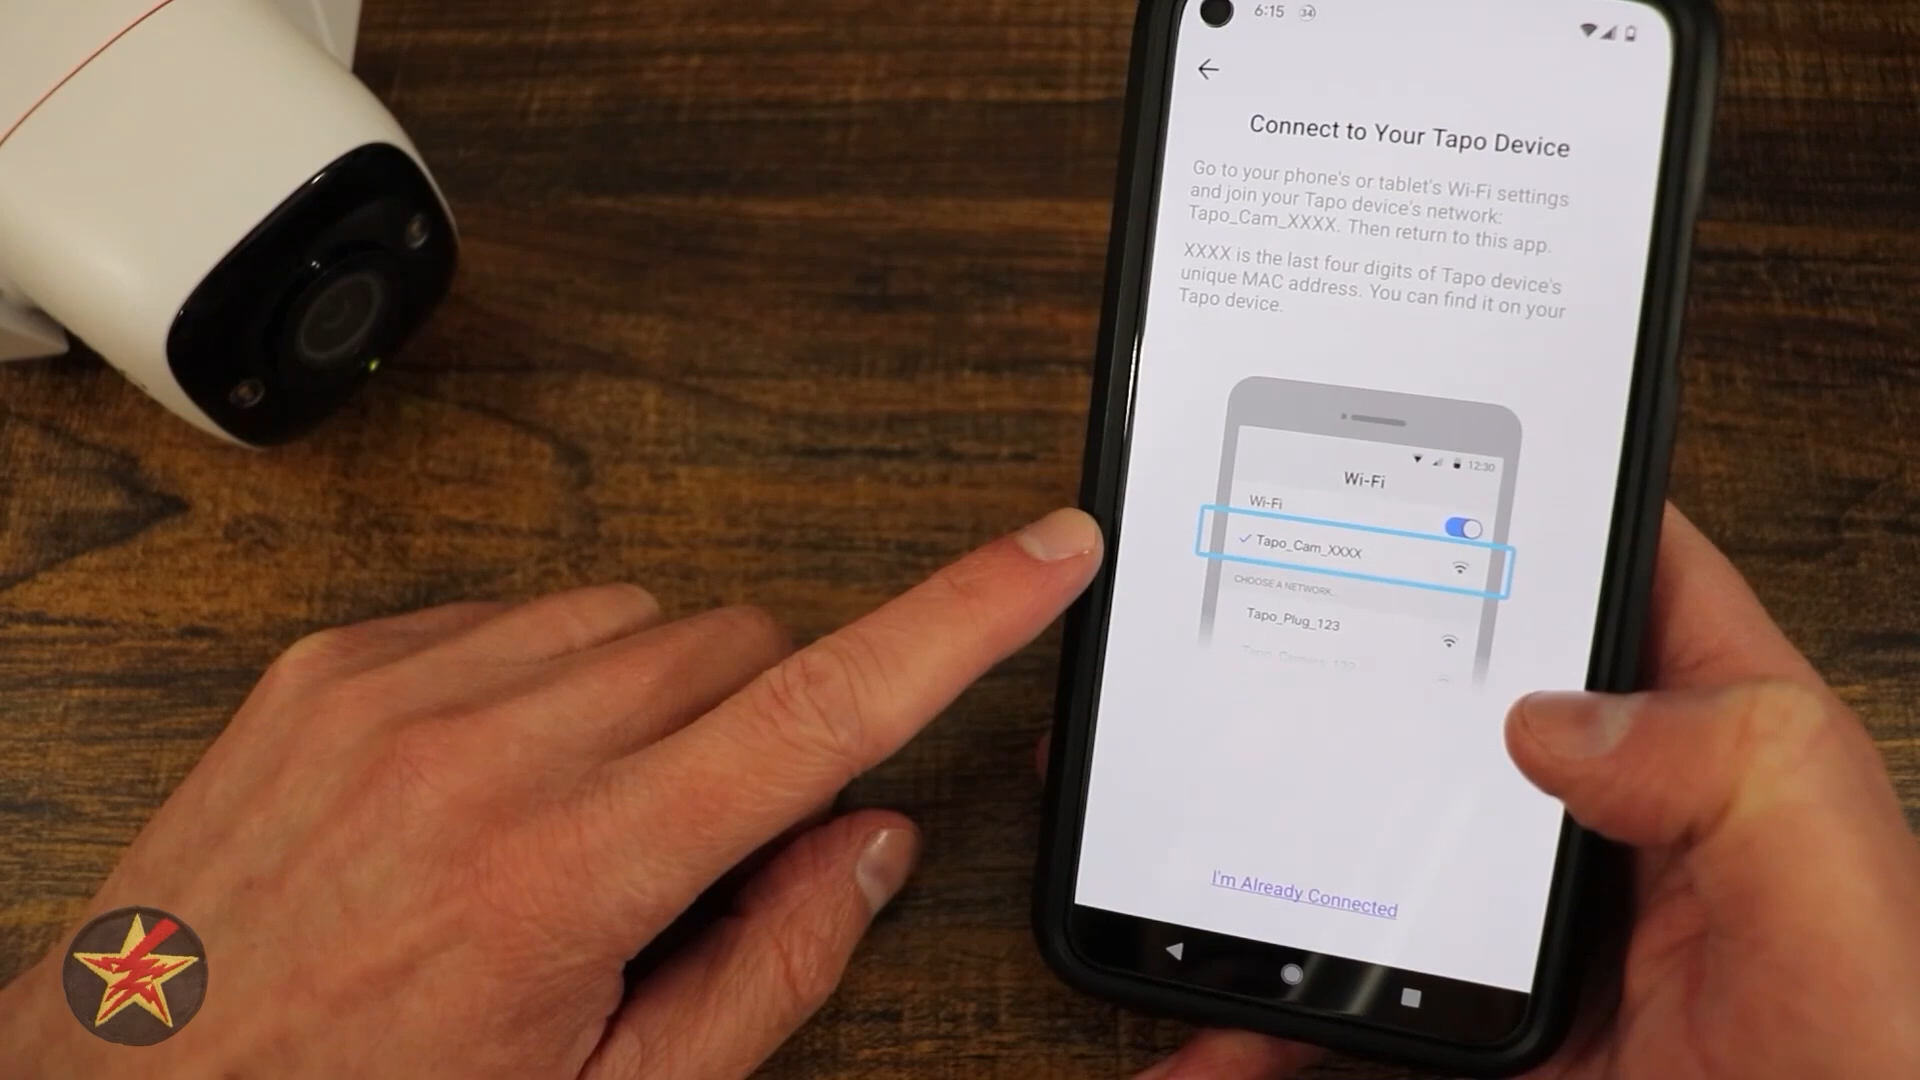 6:15 34
Connect to Your Tapo Device
Go to your phone's or tablet's Wi-Fi settings
and join your Tapo device's network:
Tapo_Cam_XXXX. Then return to this app.
XXXX is the last four digits of Tapo device's
unique MAC address. You can find it on your
Tapo device.
12:30
Wi-Fi
Wi-Fi
Tapo_Cam_XXXX
CHOOSE A NETWORK...
Tapo_Plug_123
Tapo_Camera_123
I'm Already Connected